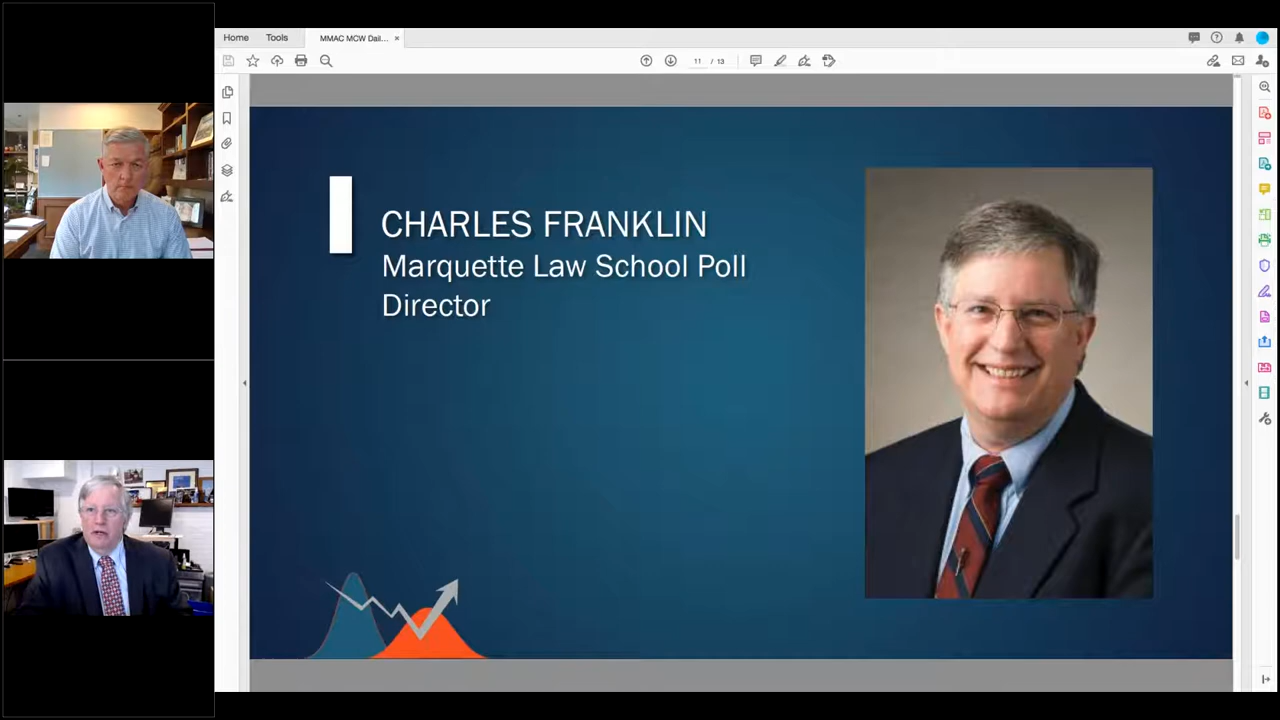 Home
Tools
MMAC MCW Dail... ×
11 / 13
CHARLES FRANKLIN
Marquette Law School Poll
Director